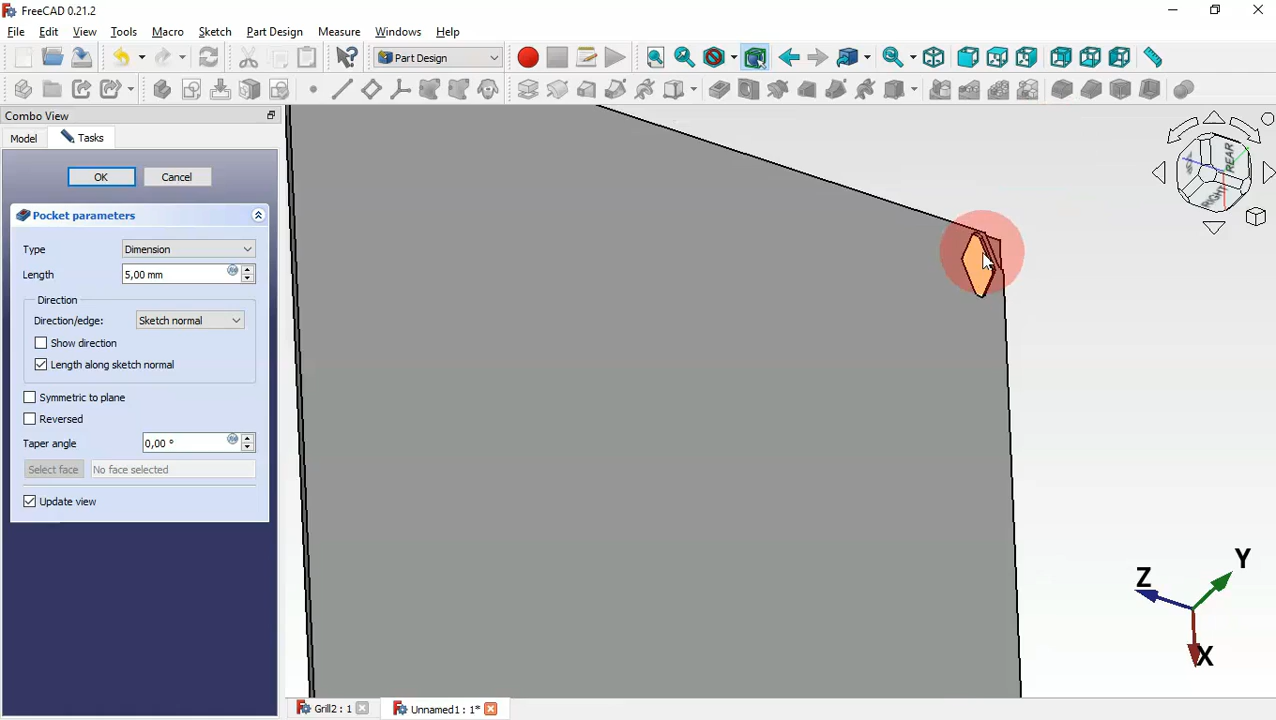 FreeCAD 0.21.2
File Edit View Tools Macro Sketch Part Design Measure Windows Help
Part Design
Combo View
Model Tasks
OK Cancel
Pocket parameters
Type Dimension
Length 5,00 mm
Direction
Direction/edge: Sketch normal
Show direction
Length along sketch normal
Symmetric to plane
Reversed
Taper angle 0,00 °
Select face No face selected
Update view
REAR
RIGHT
Z
Y
X
Grill2 : 1 Unnamed1 : 1*